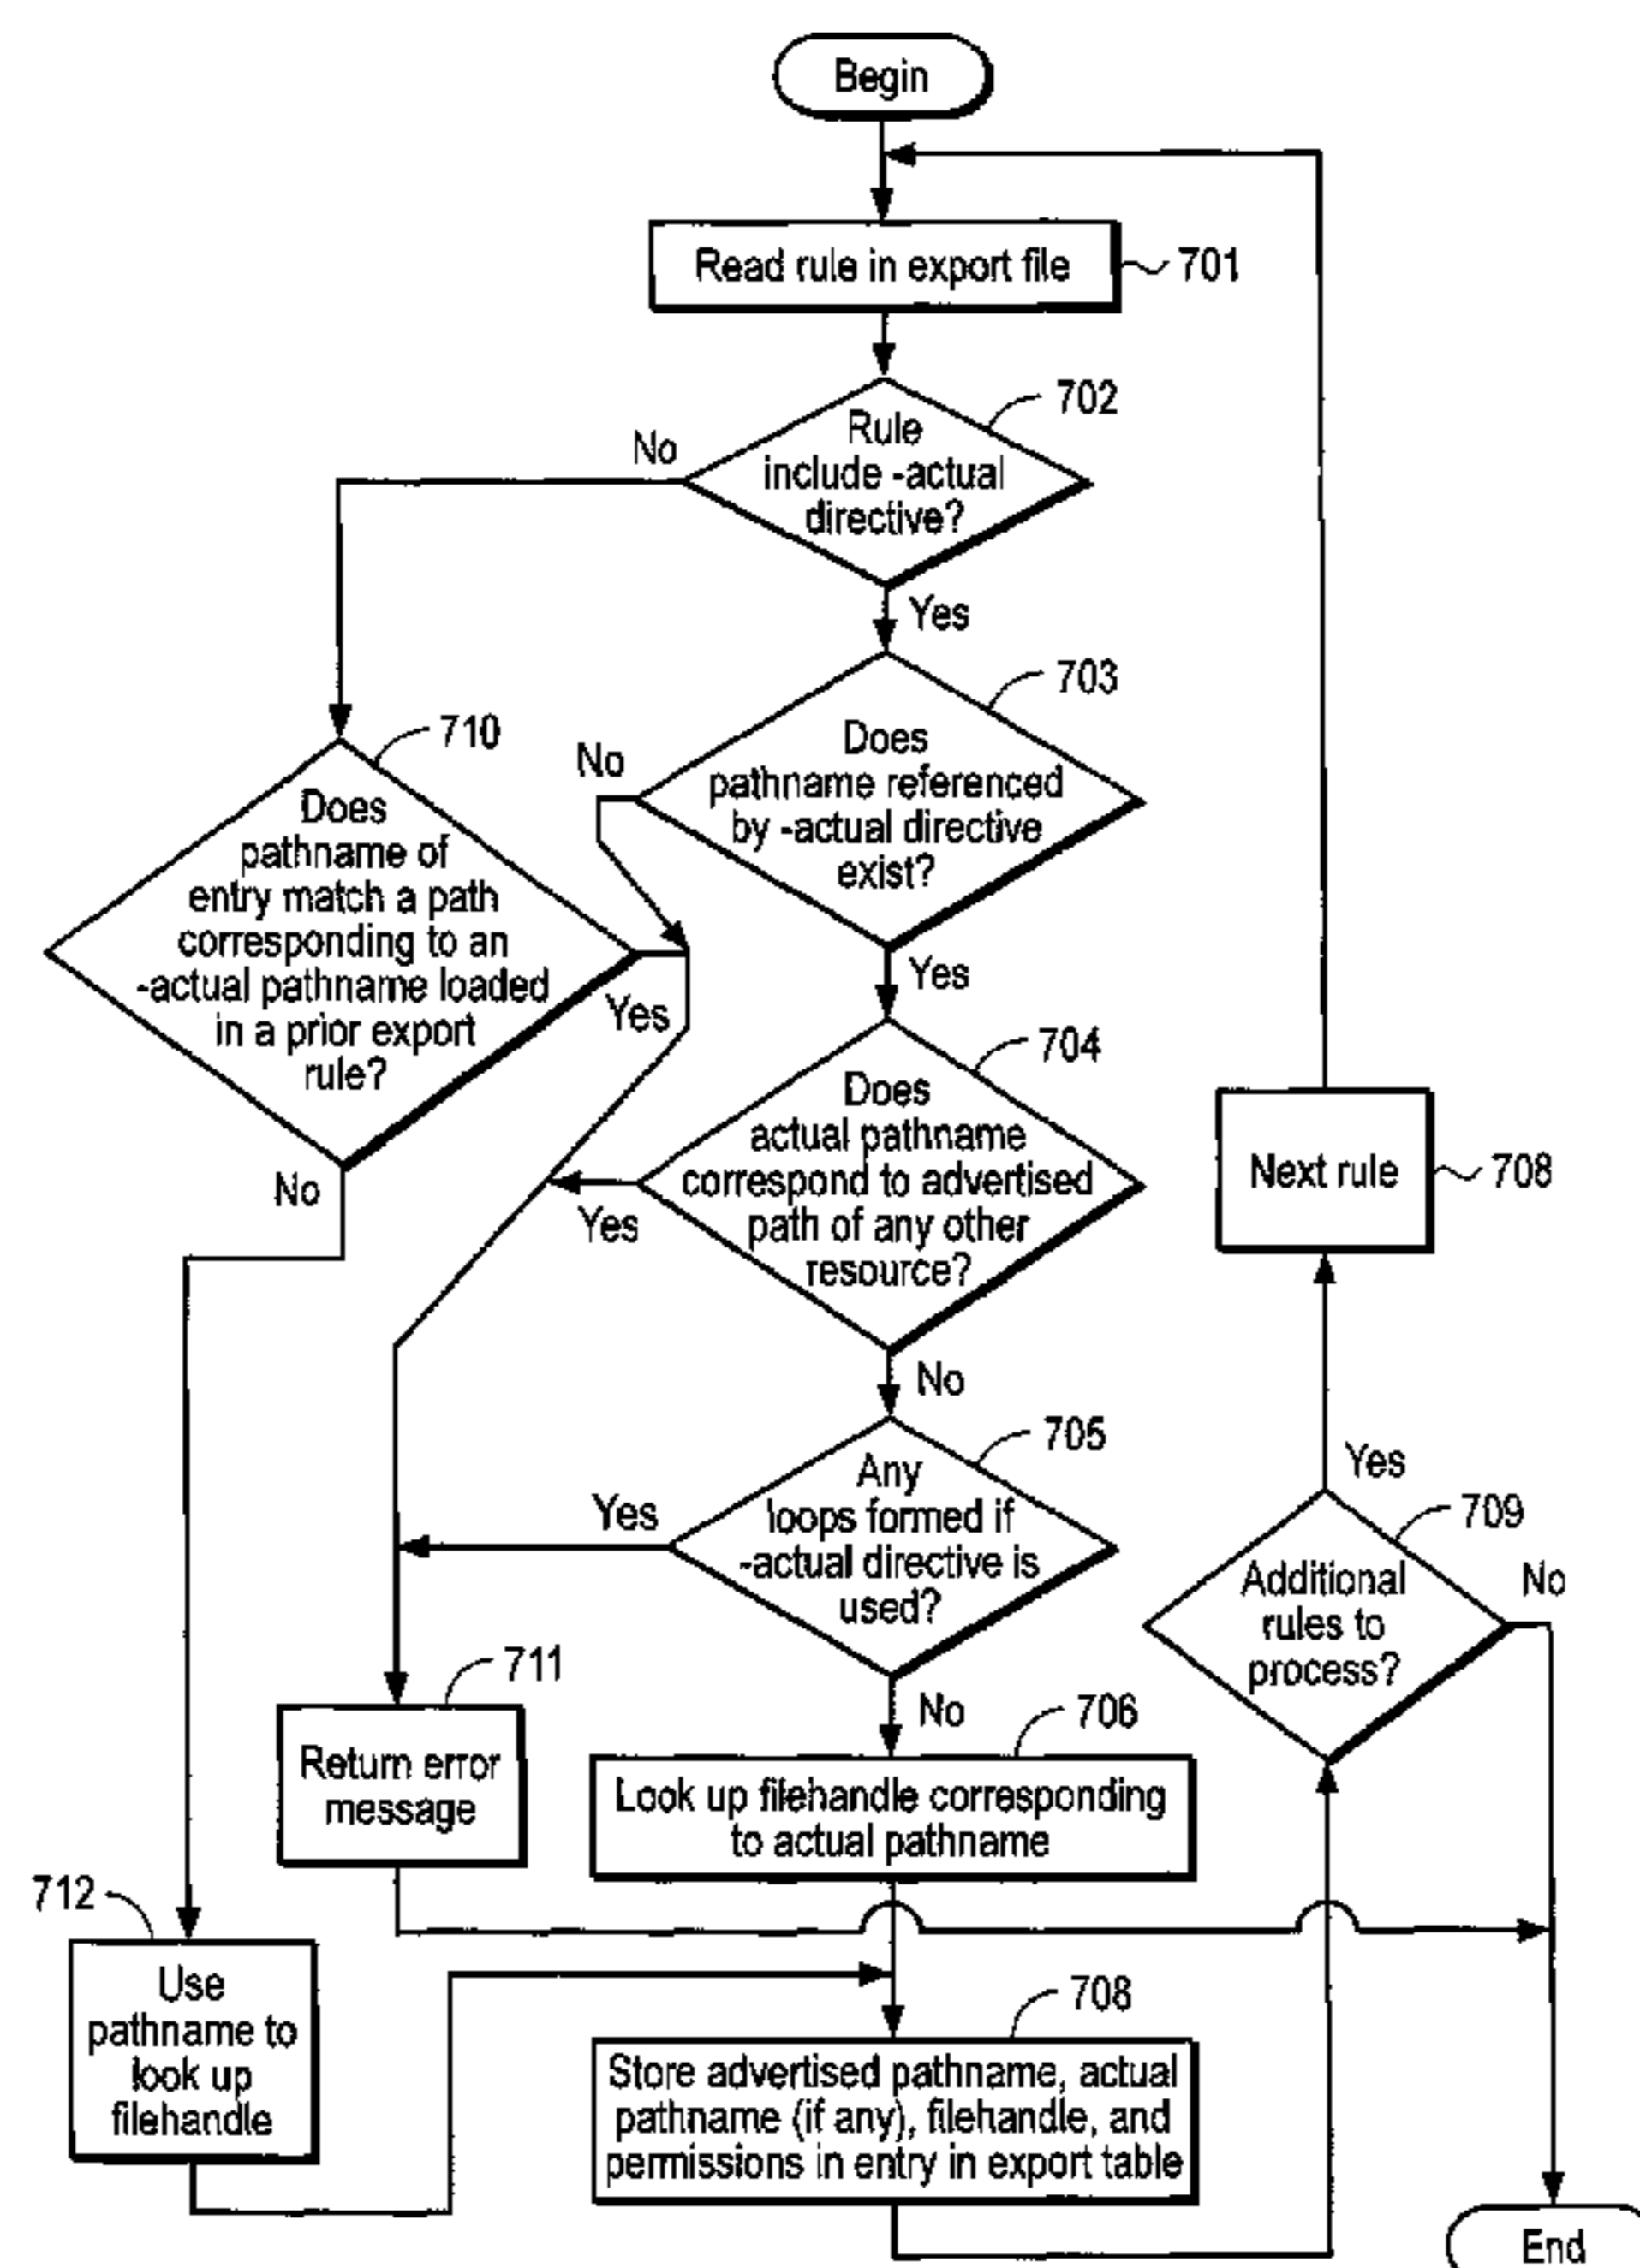 Begin
Read rule in export file
701
702
Rule
include -actual
directive?
No
Yes
703
Does
pathname referenced
by -actual directive
exist?
No
Yes
710
Does
pathname of
entry match a path
corresponding to an
-actual pathname loaded
in a prior export
rule?
Yes
No
704
Does
actual pathname
correspond to advertised
path of any other
resource?
Yes
No
Next rule
708
705
Any
loops formed if
-actual directive is
used?
Yes
No
Yes
709
Additional
rules to
process?
No
711
Return error
message
706
Look up filehandle corresponding
to actual pathname
712
Use
pathname to
look up
filehandle
708
Store advertised pathname, actual
pathname (if any), filehandle, and
permissions in entry in export table
End